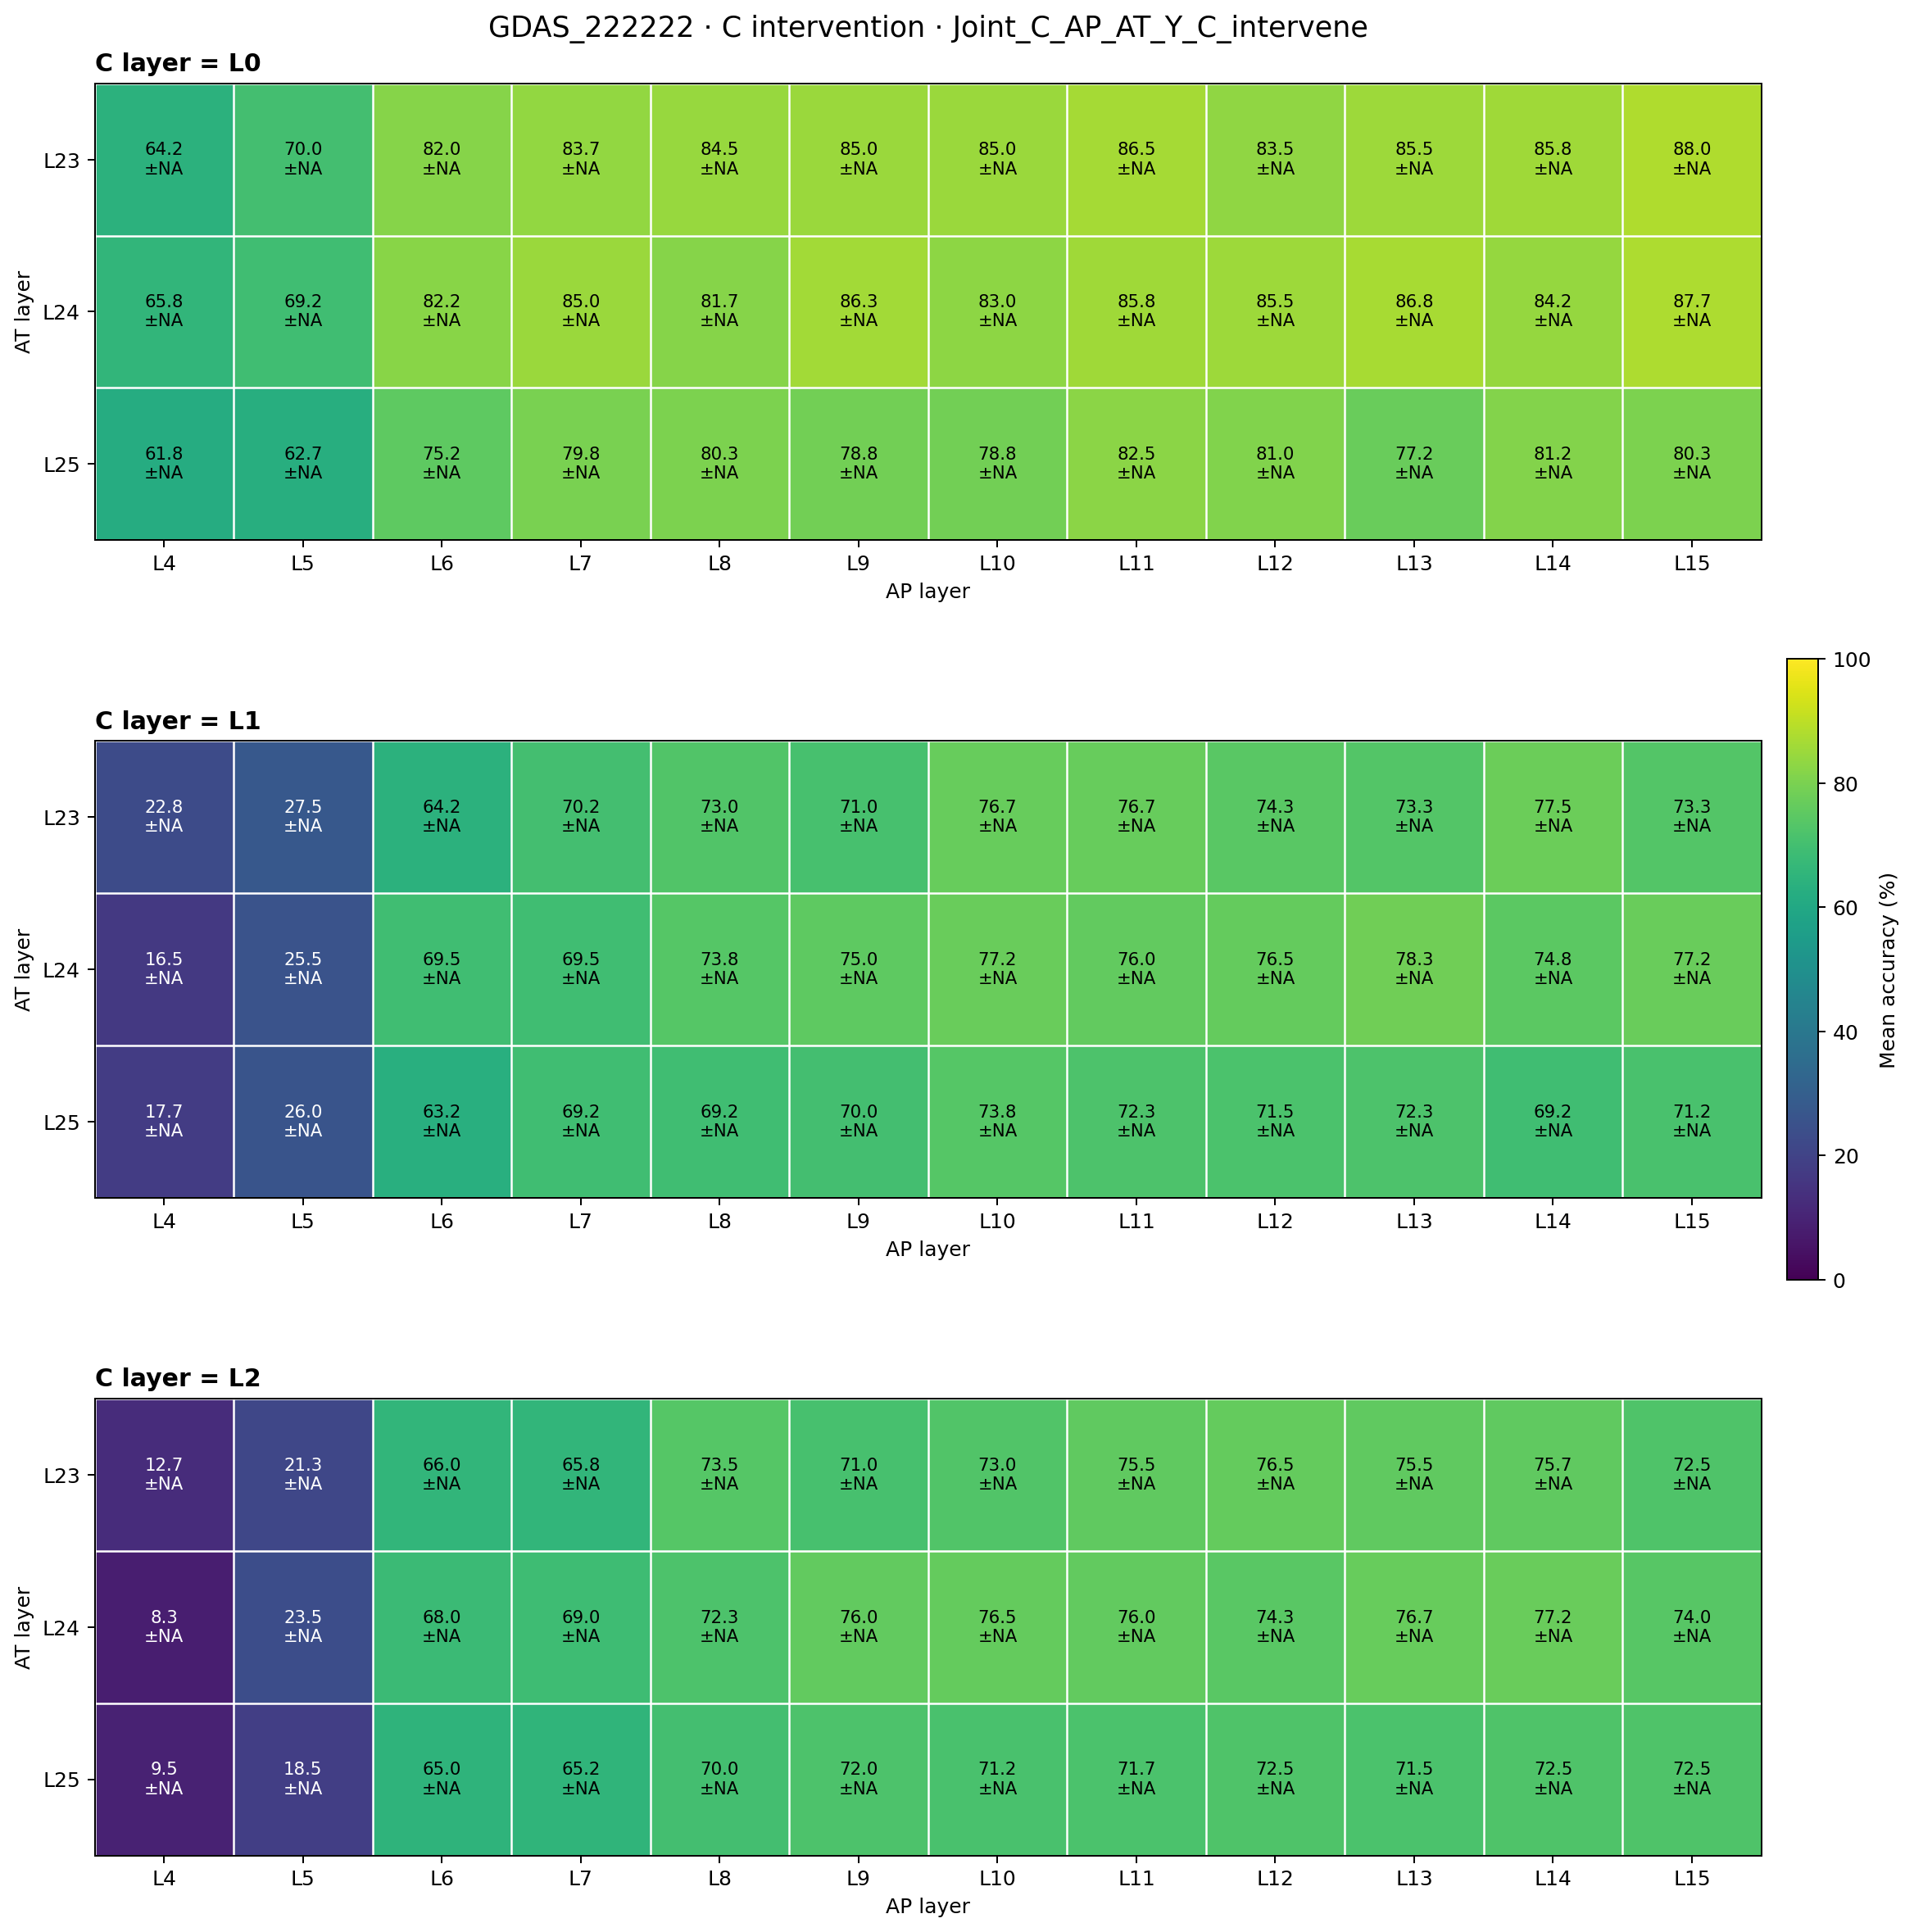 GDAS_222222 · C intervention · Joint_C_AP_AT_Y_C_intervene
C layer = L0
AT layer
L23
64.2 70.0 82.0 83.7 84.5 85.0 85.0 86.5 83.5 85.5 85.8 88.0
±NA ±NA ±NA ±NA ±NA ±NA ±NA ±NA ±NA ±NA ±NA ±NA
L24
65.8 69.2 82.2 85.0 81.7 86.3 83.0 85.8 85.5 86.8 84.2 87.7
±NA ±NA ±NA ±NA ±NA ±NA ±NA ±NA ±NA ±NA ±NA ±NA
L25
61.8 62.7 75.2 79.8 80.3 78.8 78.8 82.5 81.0 77.2 81.2 80.3
±NA ±NA ±NA ±NA ±NA ±NA ±NA ±NA ±NA ±NA ±NA ±NA
L4 L5 L6 L7 L8 L9 L10 L11 L12 L13 L14 L15
AP layer
C layer = L1
AT layer
L23
22.8 27.5 64.2 70.2 73.0 71.0 76.7 76.7 74.3 73.3 77.5 73.3
±NA ±NA ±NA ±NA ±NA ±NA ±NA ±NA ±NA ±NA ±NA ±NA
L24
16.5 25.5 69.5 69.5 73.8 75.0 77.2 76.0 76.5 78.3 74.8 77.2
±NA ±NA ±NA ±NA ±NA ±NA ±NA ±NA ±NA ±NA ±NA ±NA
L25
17.7 26.0 63.2 69.2 69.2 70.0 73.8 72.3 71.5 72.3 69.2 71.2
±NA ±NA ±NA ±NA ±NA ±NA ±NA ±NA ±NA ±NA ±NA ±NA
L4 L5 L6 L7 L8 L9 L10 L11 L12 L13 L14 L15
AP layer
100
80
60
40
20
0
Mean accuracy (%)
C layer = L2
AT layer
L23
12.7 21.3 66.0 65.8 73.5 71.0 73.0 75.5 76.5 75.5 75.7 72.5
±NA ±NA ±NA ±NA ±NA ±NA ±NA ±NA ±NA ±NA ±NA ±NA
L24
8.3 23.5 68.0 69.0 72.3 76.0 76.5 76.0 74.3 76.7 77.2 74.0
±NA ±NA ±NA ±NA ±NA ±NA ±NA ±NA ±NA ±NA ±NA ±NA
L25
9.5 18.5 65.0 65.2 70.0 72.0 71.2 71.7 72.5 71.5 72.5 72.5
±NA ±NA ±NA ±NA ±NA ±NA ±NA ±NA ±NA ±NA ±NA ±NA
L4 L5 L6 L7 L8 L9 L10 L11 L12 L13 L14 L15
AP layer